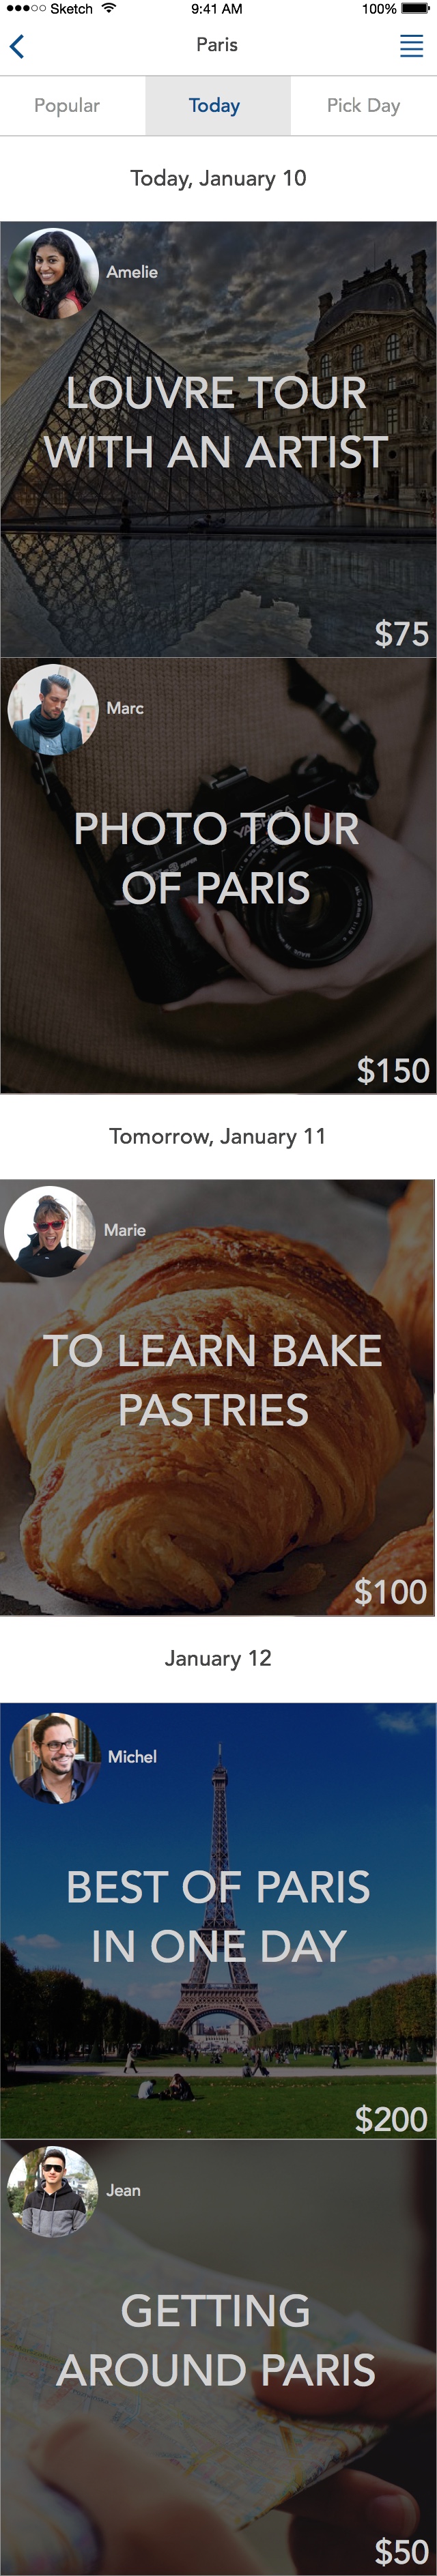 Sketch 9:41 AM 100%
Paris
Popular Today Pick Day
Today, January 10
Amelie
LOUVRE TOUR
WITH AN ARTIST
$75
Marc
YASHICA
PHOTO TOUR
OF PARIS
$150
Tomorrow, January 11
Marie
TO LEARN BAKE
PASTRIES
$100
January 12
Michel
BEST OF PARIS
IN ONE DAY
$200
Jean
GETTING
AROUND PARIS
$50